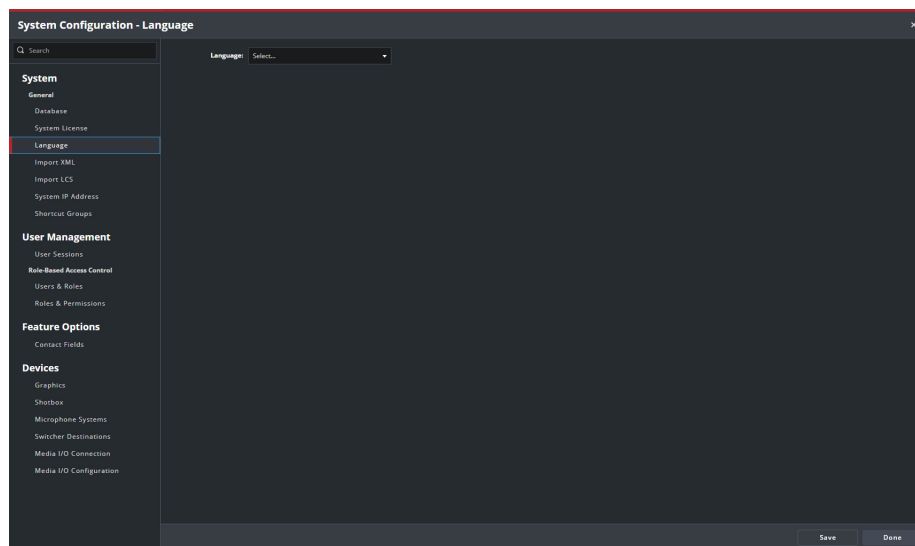 System Configuration - Language
Search
Language: Select...
System
General
Database
System License
Language
Import XML
Import LCS
System IP Address
Shortcut Groups
User Management
User Sessions
Role-Based Access Control
Users & Roles
Roles & Permissions
Feature Options
Contact Fields
Devices
Graphics
Shotbox
Microphone Systems
Switcher Destinations
Media I/O Connection
Media I/O Configuration
Save Done